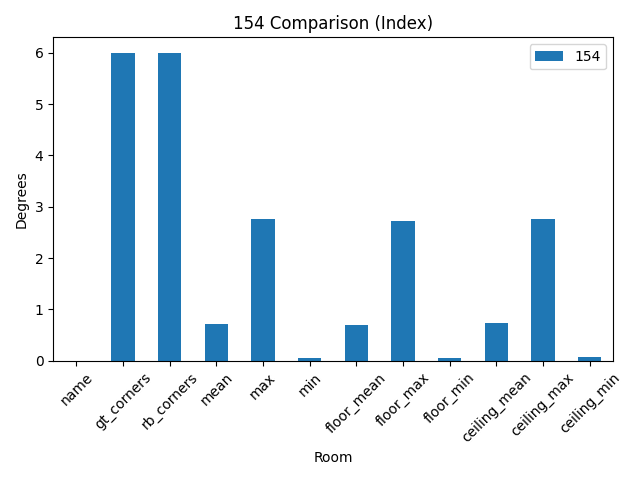 154 Comparison (Index)
154
Degrees
6
5
4
3
2
1
0
name
gt_corners
rb_corners
mean
max
min
floor_mean
floor_max
floor_min
ceiling_mean
ceiling_max
ceiling_min
Room